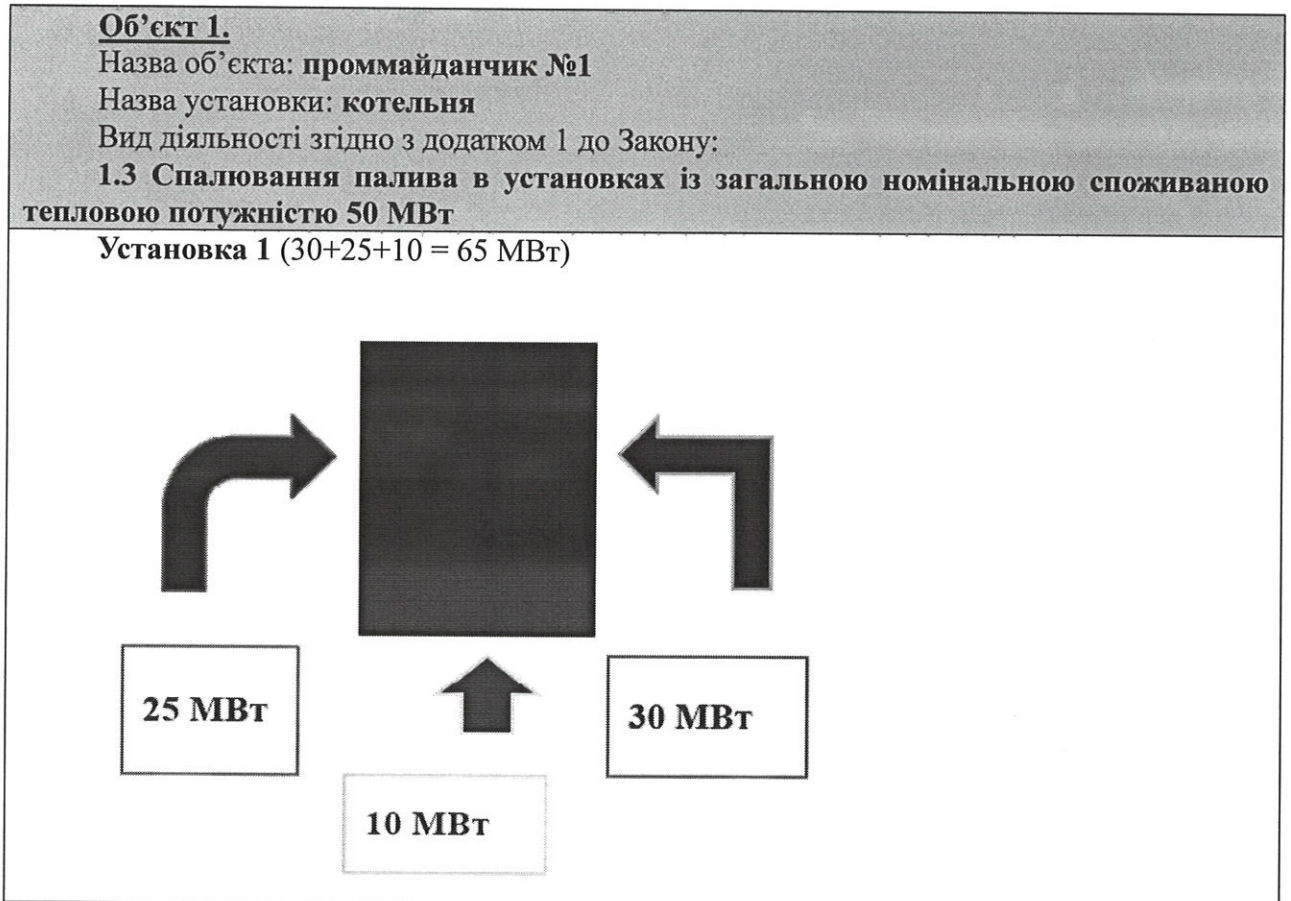 Об’єкт 1.
Назва об’єкта: проммайданчик №1
Назва установки: котельня
Вид діяльності згідно з додатком 1 до Закону:
1.3 Спалювання палива в установках із загальною номінальною споживаною
тепловою потужністю 50 МВт
Установка 1 (30+25+10 = 65 МВт)
25 МВт
30 МВт
10 МВт